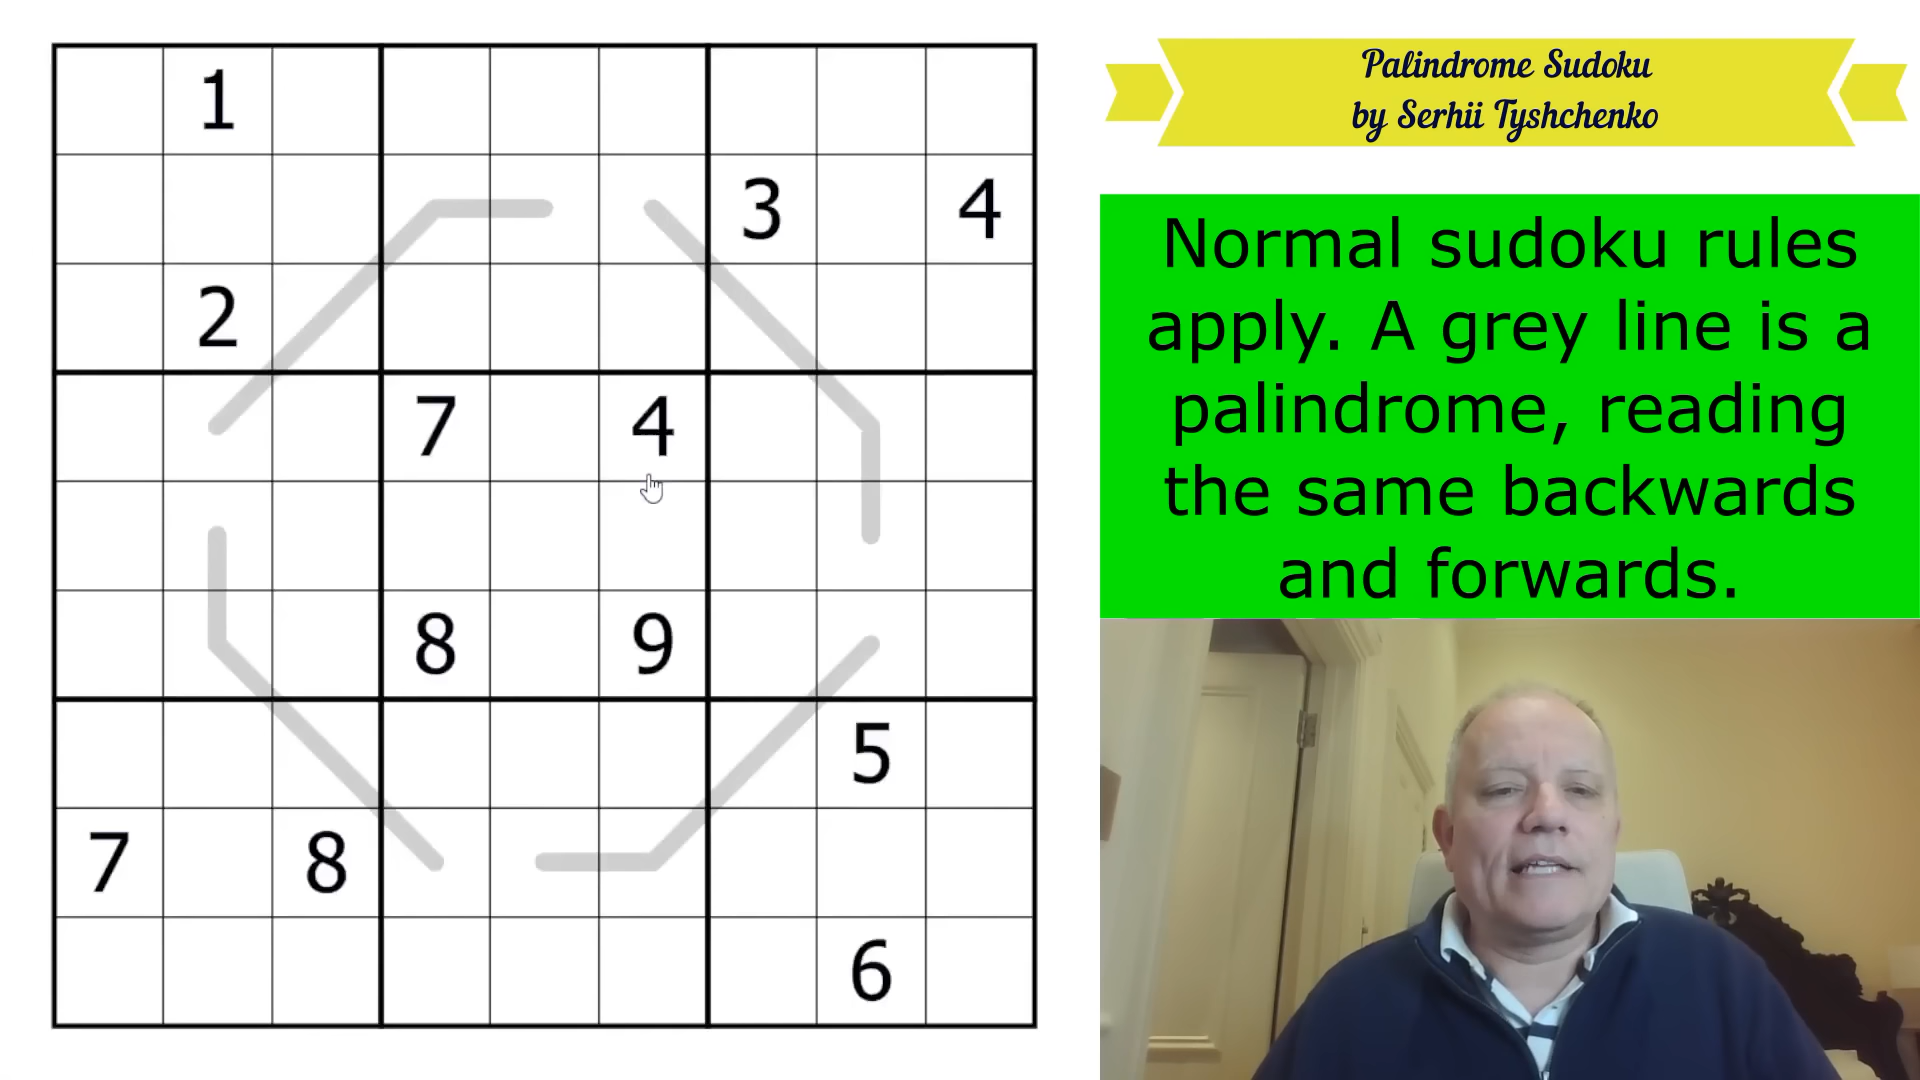 Palindrome Sudoku
by Serhii Tyshchenko
1
3 4
2
7 4
8 9
5
7 8
6
Normal sudoku rules
apply. A grey line is a
palindrome, reading
the same backwards
and forwards.